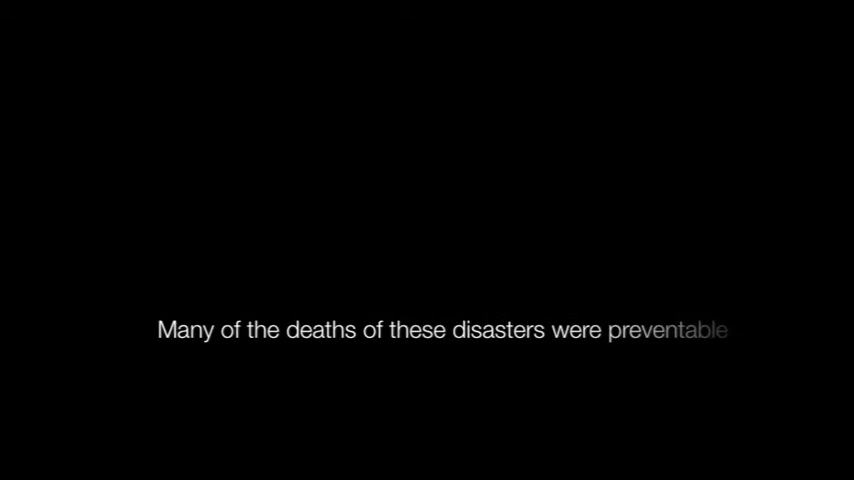 Many of the deaths of these disasters were preventable